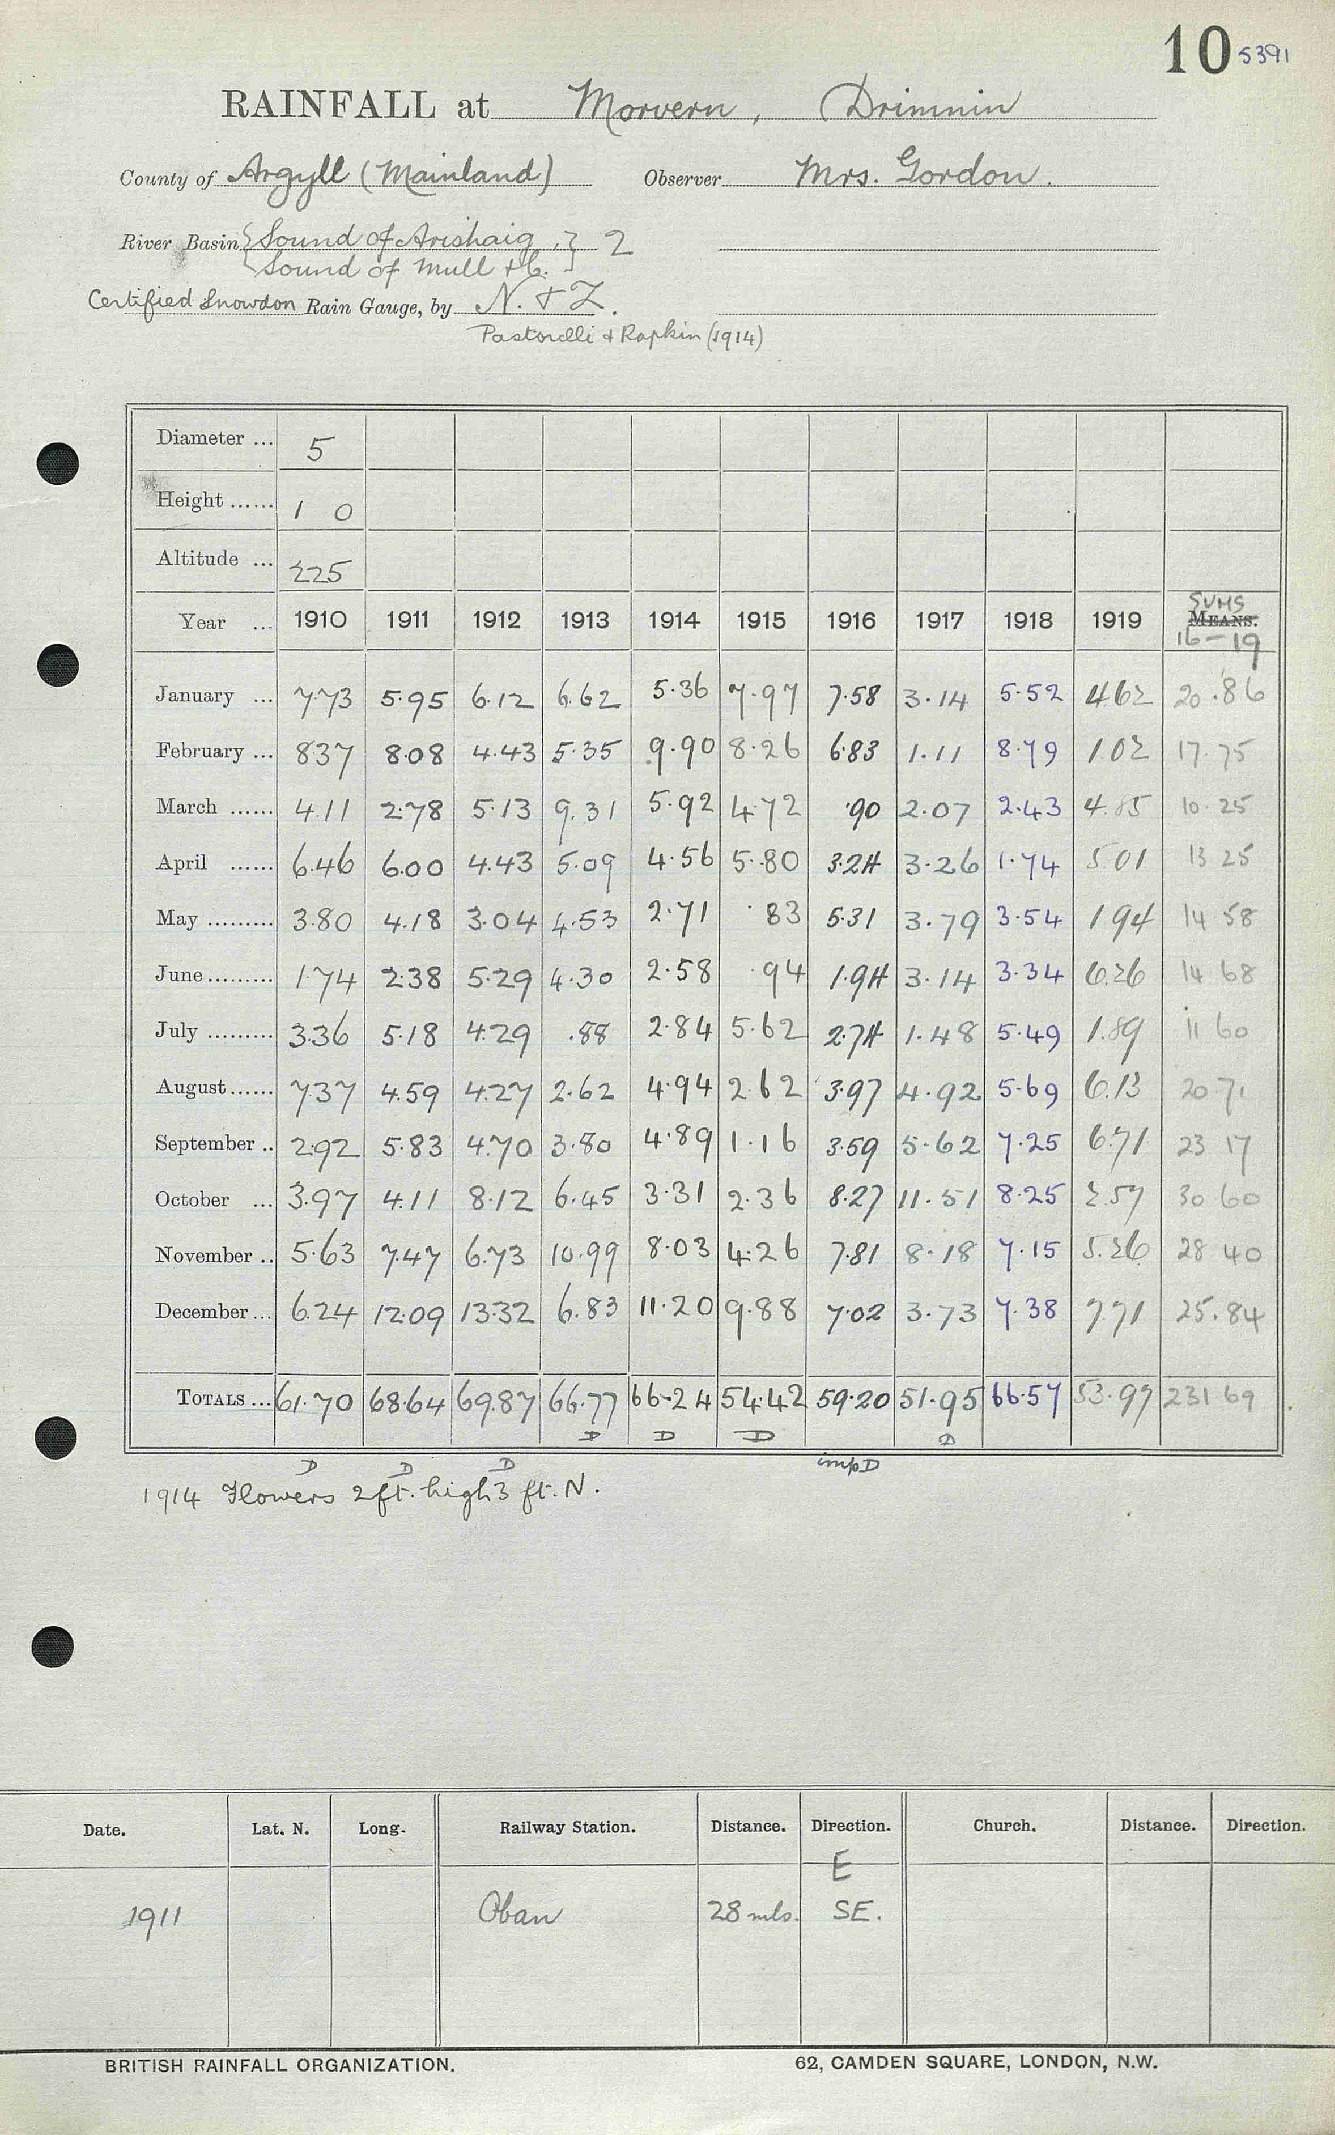 10 5391
RAINFALL at Morvern, Drimnin
County of Argyll (Mainland) Observer Mrs. Gordon.
River Basin {Sound of Arishaig,} 2
{Sound of Mull &c.}
Certified Snowdon Rain Gauge, by N. & Z.
Pastorelli & Rapkin (1914)
Diameter ... 5
Height ...... 1 0
Altitude ... 225
SUMS
Year ... 1910 1911 1912 1913 1914 1915 1916 1917 1918 1919 MEANS.
16-19
January ... 7.73 5.95 6.12 6.62 5.36 7.97 7.58 3.14 5.52 4.62 20.86
February ... 8.37 8.08 4.43 5.35 9.90 8.26 6.83 1.11 8.79 1.02 17.75
March ...... 4.11 2.78 5.13 9.31 5.92 4.72 .90 2.07 2.43 4.85 10.25
April ...... 6.46 6.00 4.43 5.09 4.56 5.80 3.24 3.26 1.74 5.01 13 25
May ......... 3.80 4.18 3.04 4.53 2.71 .83 5.31 3.79 3.54 1.94 14 58
June ......... 1.74 2.38 5.29 4.30 2.58 .94 1.94 3.14 3.34 6.26 14 68
July ......... 3.36 5.18 4.29 .88 2.84 5.62 2.74 1.48 5.49 1.89 11 60
August ...... 7.37 4.59 4.27 2.62 4.94 2.62 3.97 4.92 5.69 6.13 20 71
September .. 2.92 5.83 4.70 3.80 4.89 1.16 3.59 5.62 7.25 6.71 23 17
October ... 3.97 4.11 8.12 6.45 3.31 2.36 8.27 11.51 8.25 2.57 30 60
November .. 5.63 7.47 6.73 10.99 8.03 4.26 7.81 8.18 7.15 5.26 28 40
December ... 6.24 12.09 13.32 6.83 11.20 9.88 7.02 3.73 7.38 7.71 25.84
TOTALS ... 61.70 68.64 69.87 66.77 66.24 54.42 59.20 51.95 66.57 53.97 231 69
D D D D
D D D imp D
1914 Flowers 2 ft. high 3 ft. N.
Date. Lat. N. Long. Railway Station. Distance. Direction. Church. Distance. Direction.
E
1911 Oban 28 mls. SE.
BRITISH RAINFALL ORGANIZATION. 62, CAMDEN SQUARE, LONDON, N.W.